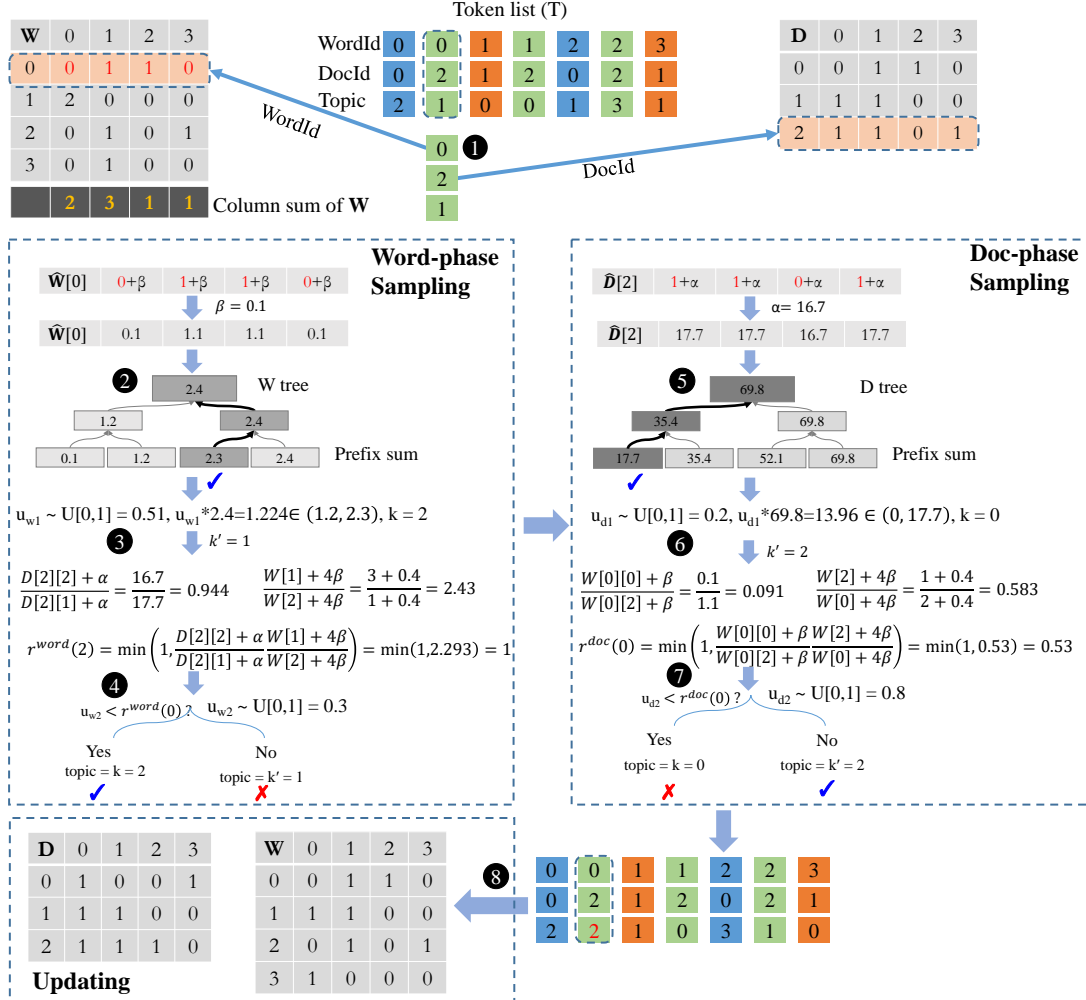 Token list (T)
WordId 0 0 1 1 2 2 3
DocId 0 2 1 2 0 2 1
Topic 2 1 0 0 1 3 1
W 0 1 2 3
0 0 1 1 0
1 2 0 0 0
2 0 1 0 1
3 0 1 0 0
2 3 1 1
Column sum of W
WordId
0
2
1
1
DocId
D 0 1 2 3
0 0 1 1 0
1 1 1 0 0
2 1 1 0 1
Word-phase
Sampling
Ŵ[0] 0+β 1+β 1+β 0+β
β = 0.1
Ŵ[0] 0.1 1.1 1.1 0.1
2
2.4
W tree
1.2 2.4
0.1 1.2 2.3 2.4
Prefix sum
✓
u_w1 ~ U[0,1] = 0.51, u_w1*2.4=1.224∈ (1.2, 2.3), k = 2
3
k′ = 1
D[2][2] + α / D[2][1] + α = 16.7 / 17.7 = 0.944 W[1] + 4β / W[2] + 4β = 3 + 0.4 / 1 + 0.4 = 2.43
r^word(2) = min (1, D[2][2] + α / D[2][1] + α W[1] + 4β / W[2] + 4β) = min(1,2.293) = 1
4
u_w2 < r^word(0) ? u_w2 ~ U[0,1] = 0.3
Yes No
topic = k = 2 topic = k′ = 1
✓ ✗
Doc-phase
Sampling
D̂[2] 1+α 1+α 0+α 1+α
α= 16.7
D̂[2] 17.7 17.7 16.7 17.7
5
69.8
D tree
35.4 69.8
17.7 35.4 52.1 69.8
Prefix sum
✓
u_d1 ~ U[0,1] = 0.2, u_d1*69.8=13.96 ∈ (0, 17.7), k = 0
6
k′ = 2
W[0][0] + β / W[0][2] + β = 0.1 / 1.1 = 0.091 W[2] + 4β / W[0] + 4β = 1 + 0.4 / 2 + 0.4 = 0.583
r^doc(0) = min (1, W[0][0] + β / W[0][2] + β W[2] + 4β / W[0] + 4β) = min(1, 0.53) = 0.53
7
u_d2 < r^doc(0) ? u_d2 ~ U[0,1] = 0.8
Yes No
topic = k = 0 topic = k′ = 2
✗ ✓
0 0 1 1 2 2 3
0 2 1 2 0 2 1
2 2 1 0 3 1 0
8
D 0 1 2 3
0 1 0 0 1
1 1 1 0 0
2 1 1 1 0
W 0 1 2 3
0 0 1 1 0
1 1 1 0 0
2 0 1 0 1
3 1 0 0 0
Updating